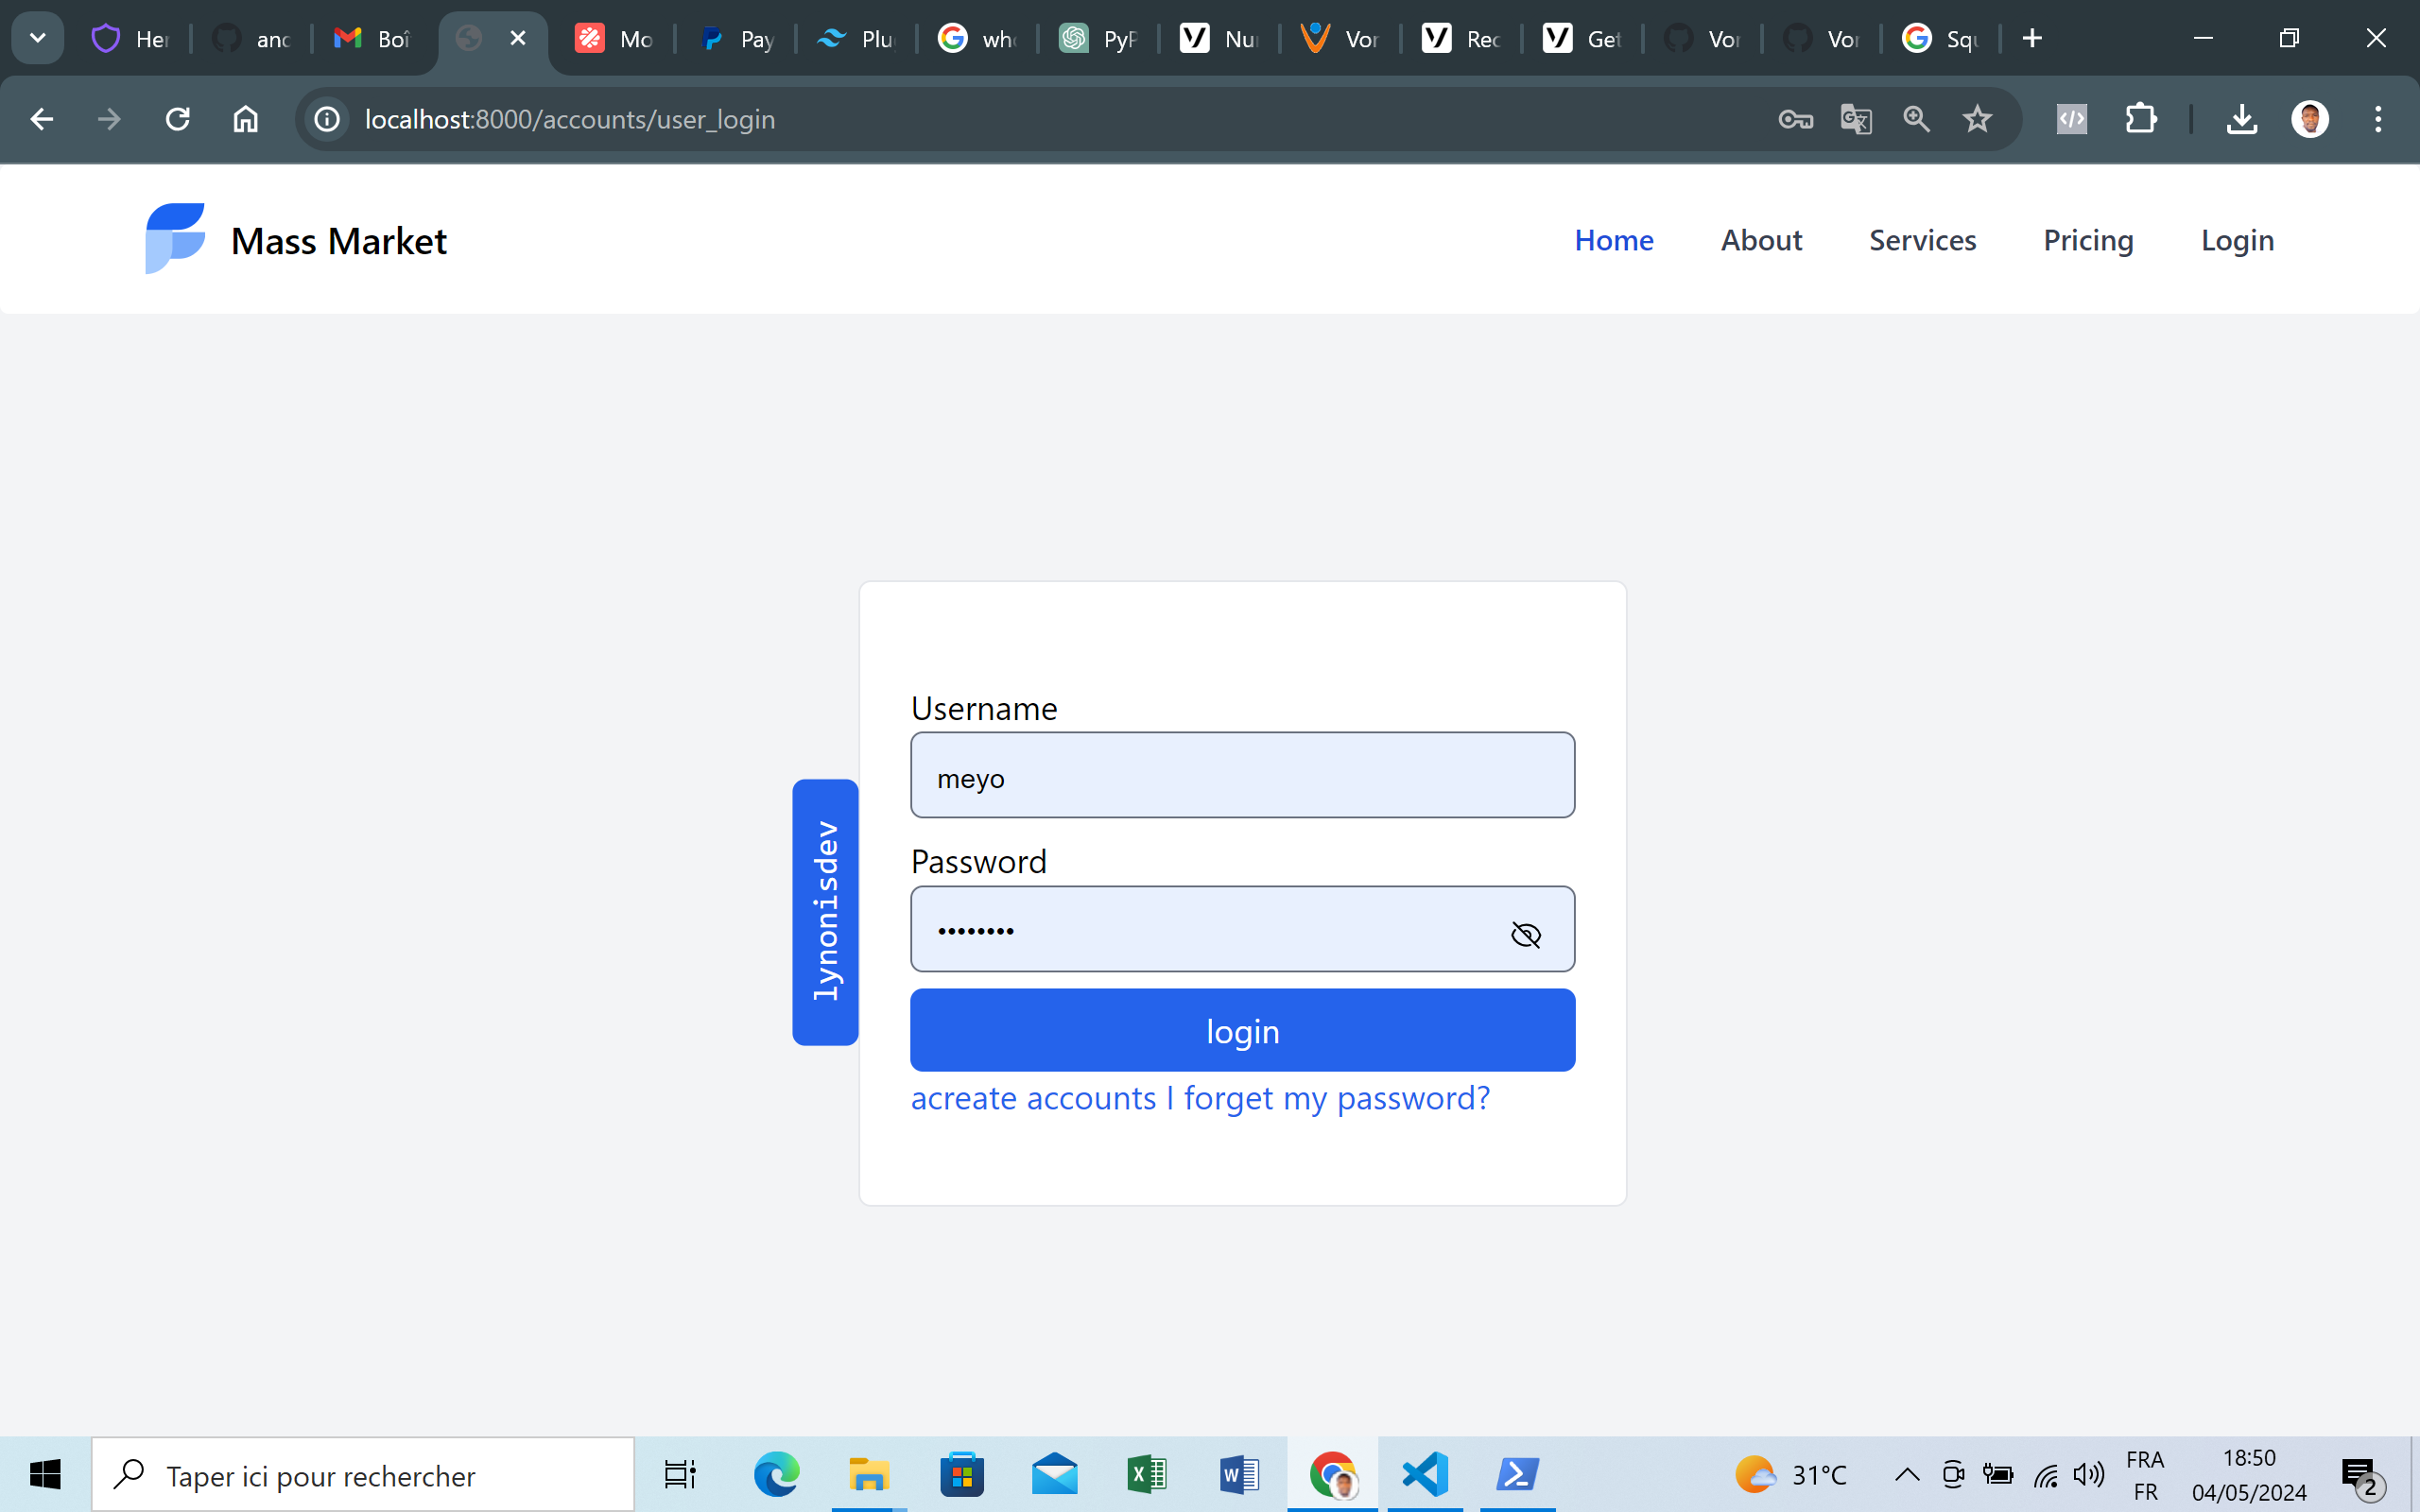 Her
anc
Boî
Mo
Pay
Plu
who
PyP
Nu
Vor
Rec
Get
Vor
Vor
Squ
localhost:8000/accounts/user_login
Mass Market
Home About Services Pricing Login
Username
meyo
Password
lynonisdev
login
acreate accounts I forget my password?
Taper ici pour rechercher
31°C
FRA
FR
18:50
04/05/2024
2